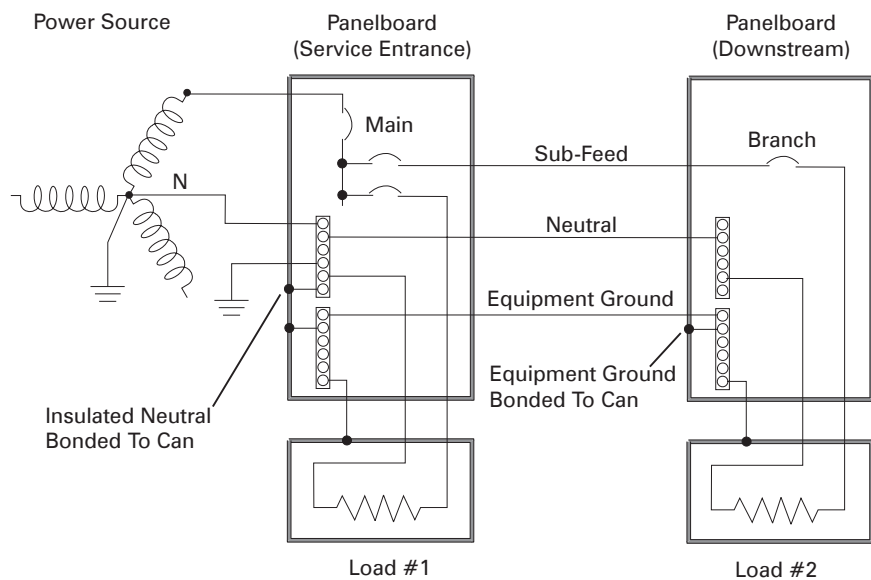 Power Source
Panelboard
(Service Entrance)
Panelboard
(Downstream)
Main
Sub-Feed
Branch
N
Neutral
Equipment Ground
Equipment Ground
Bonded To Can
Insulated Neutral
Bonded To Can
Load #1
Load #2